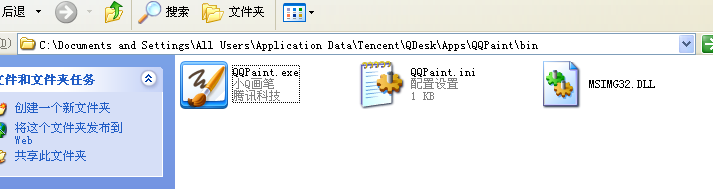 后退
搜索
文件夹
C:\Documents and Settings\All Users\Application Data\Tencent\QDesk\Apps\QQPaint\bin
文件和文件夹任务
创建一个新文件夹
将这个文件夹发布到
Web
共享此文件夹
QQPaint.exe
小Q画笔
腾讯科技
QQPaint.ini
配置设置
1 KB
MSIMG32.DLL